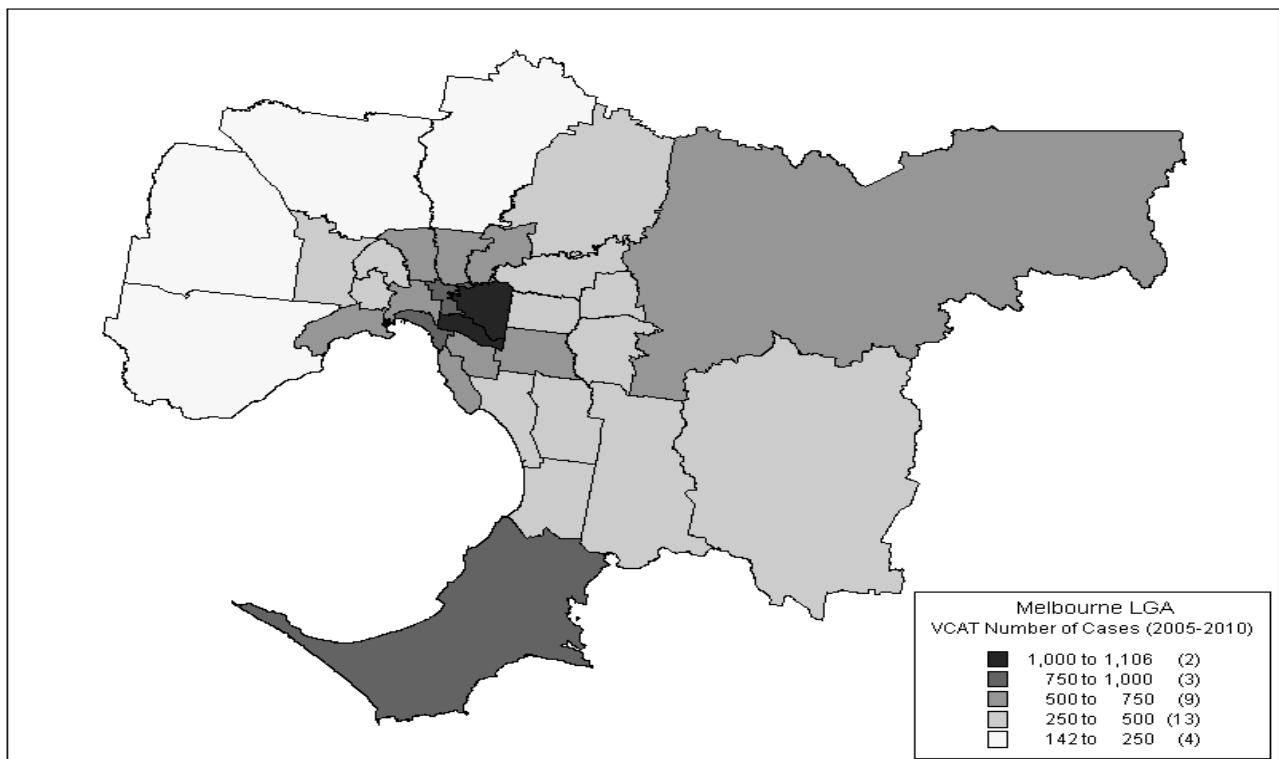 Melbourne LGA
VCAT Number of Cases (2005-2010)
1,000 to 1,106 (2)
750 to 1,000 (3)
500 to 750 (9)
250 to 500 (13)
142 to 250 (4)